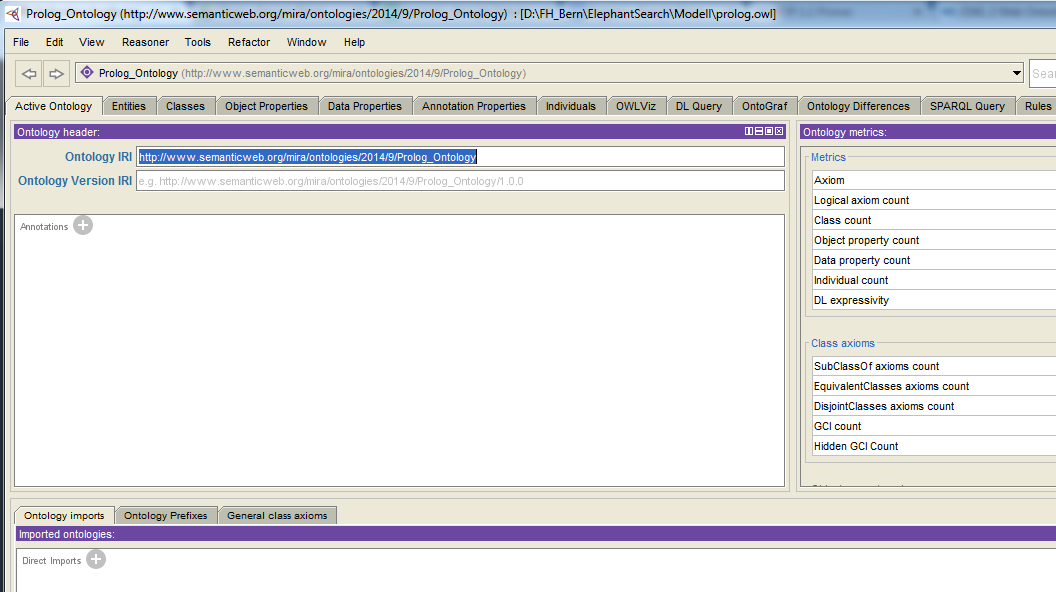 Prolog_Ontology (http://www.semanticweb.org/mira/ontologies/2014/9/Prolog_Ontology) : [D:\FH_Bern\ElephantSearch\Modell\prolog.owl]
File Edit View Reasoner Tools Refactor Window Help
Prolog_Ontology (http://www.semanticweb.org/mira/ontologies/2014/9/Prolog_Ontology)
Active Ontology Entities Classes Object Properties Data Properties Annotation Properties Individuals OWLViz DL Query OntoGraf Ontology Differences SPARQL Query Rules
Ontology header:
Ontology IRI http://www.semanticweb.org/mira/ontologies/2014/9/Prolog_Ontology
Ontology Version IRI e.g. http://www.semanticweb.org/mira/ontologies/2014/9/Prolog_Ontology/1.0.0
Annotations
Ontology metrics:
Metrics
Axiom
Logical axiom count
Class count
Object property count
Data property count
Individual count
DL expressivity
Class axioms
SubClassOf axioms count
EquivalentClasses axioms count
DisjointClasses axioms count
GCI count
Hidden GCI Count
Ontology imports Ontology Prefixes General class axioms
Imported ontologies:
Direct Imports